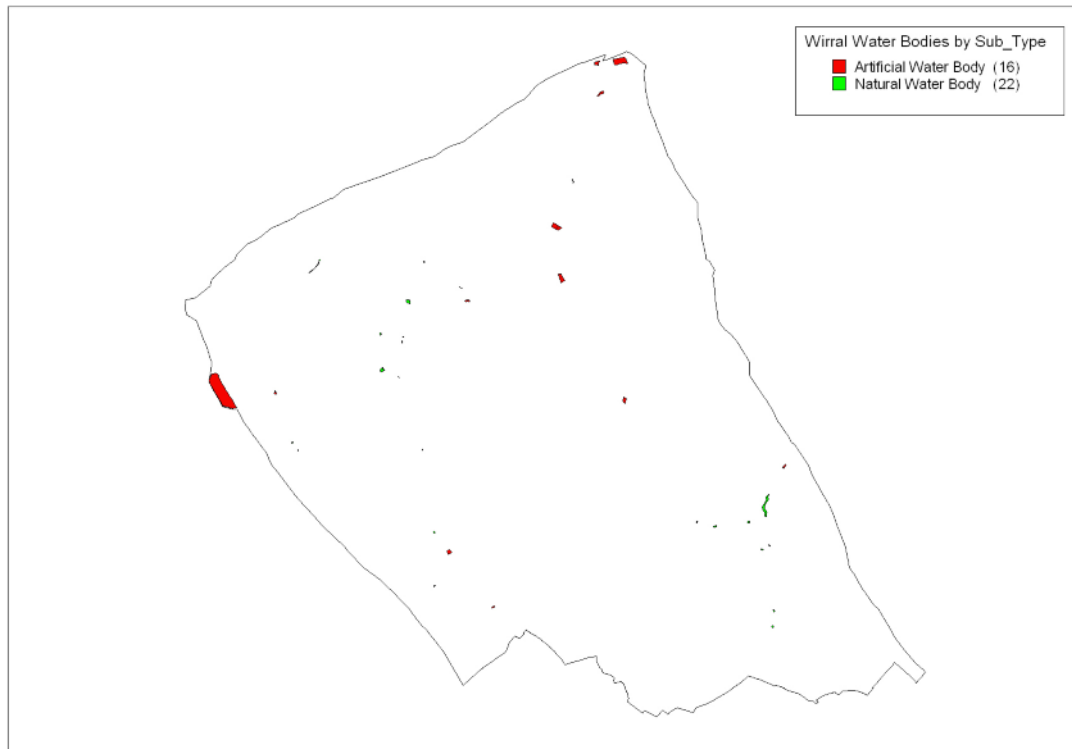 Wirral Water Bodies by Sub_Type
Artificial Water Body (16)
Natural Water Body (22)